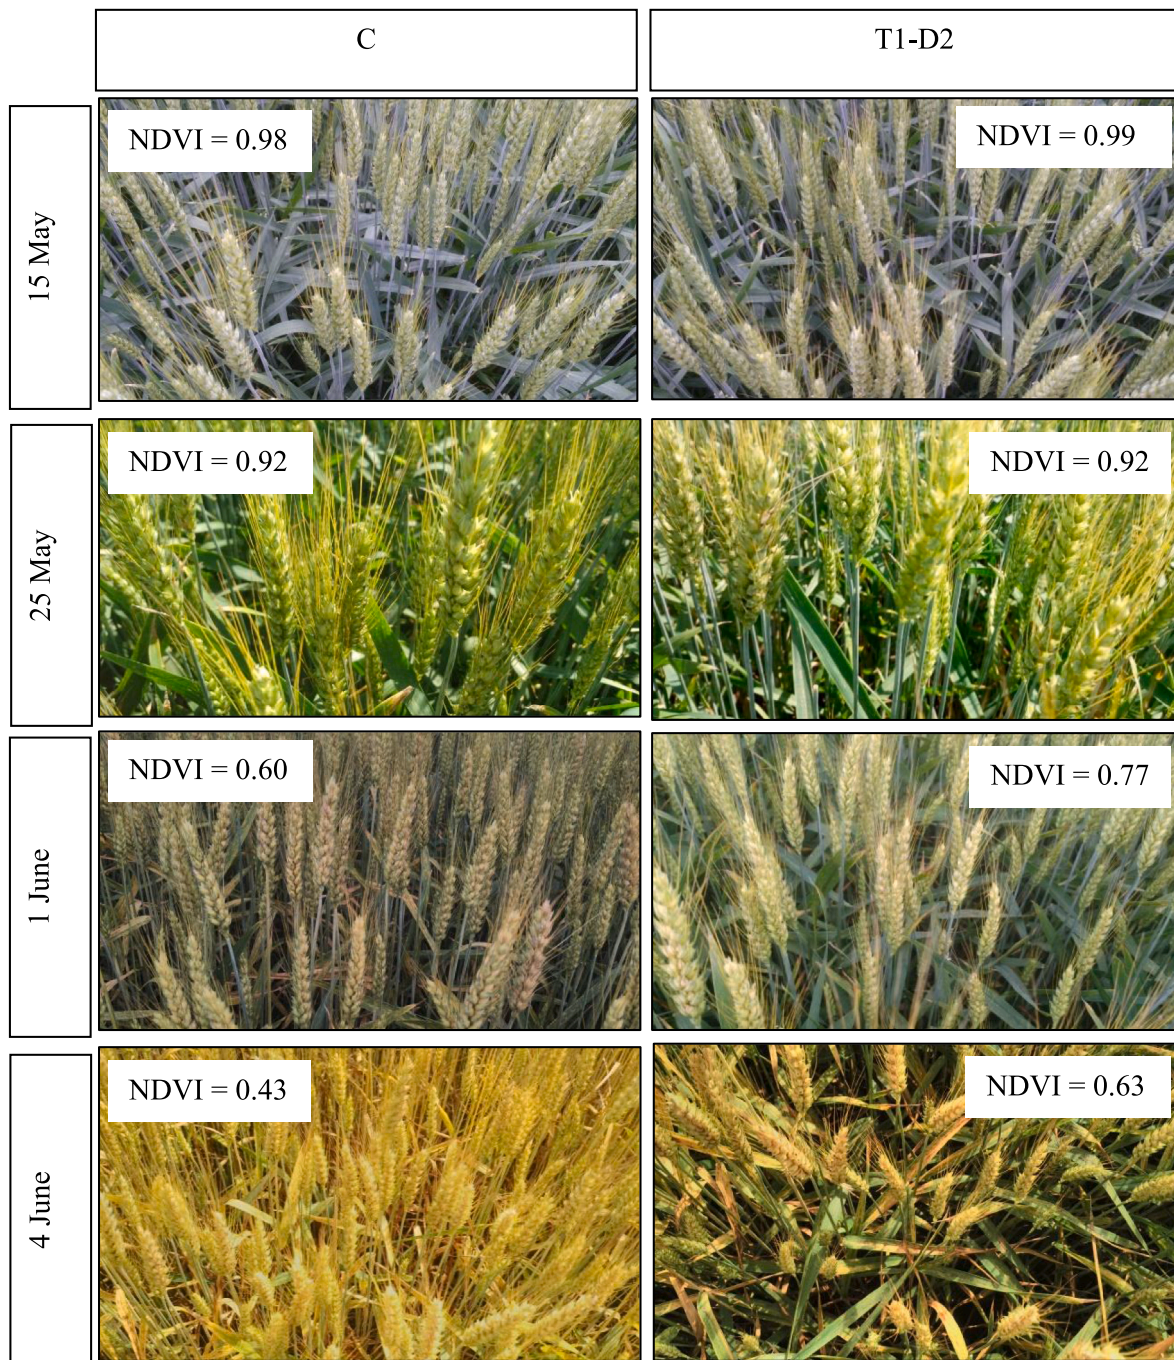 C
T1-D2
15 May
NDVI = 0.98
NDVI = 0.99
25 May
NDVI = 0.92
NDVI = 0.92
1 June
NDVI = 0.60
NDVI = 0.77
4 June
NDVI = 0.43
NDVI = 0.63